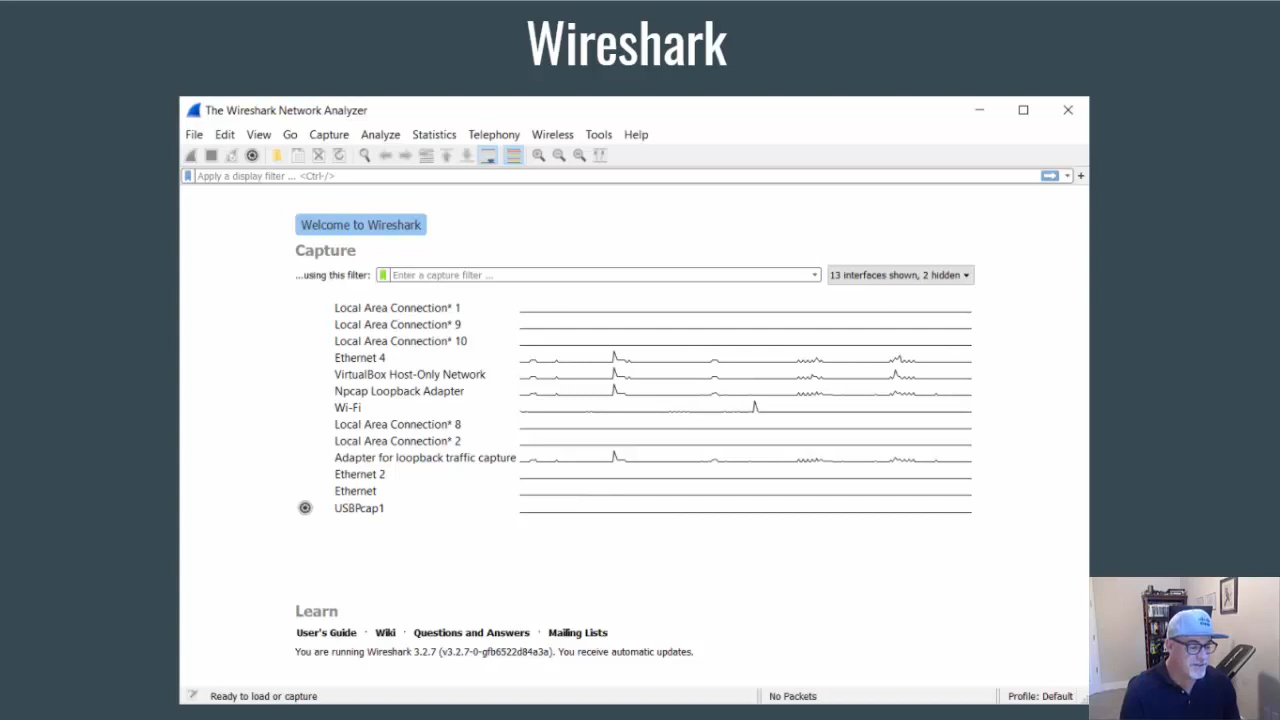 Wireshark
The Wireshark Network Analyzer
File Edit View Go Capture Analyze Statistics Telephony Wireless Tools Help
Apply a display filter ... <Ctrl-/>
Welcome to Wireshark
Capture
...using this filter: Enter a capture filter ... 13 interfaces shown, 2 hidden
Local Area Connection* 1
Local Area Connection* 9
Local Area Connection* 10
Ethernet 4
VirtualBox Host-Only Network
Npcap Loopback Adapter
Wi-Fi
Local Area Connection* 8
Local Area Connection* 2
Adapter for loopback traffic capture
Ethernet 2
Ethernet
USBPcap1
Learn
User's Guide · Wiki · Questions and Answers · Mailing Lists
You are running Wireshark 3.2.7 (v3.2.7-0-gfb6522d84a3a). You receive automatic updates.
Ready to load or capture No Packets Profile: Default